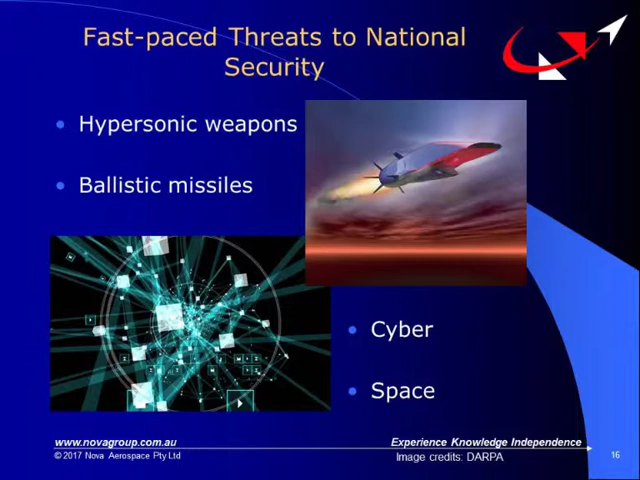 Fast-paced Threats to National
Security
Hypersonic weapons
Ballistic missiles
Cyber
Space
www.novagroup.com.au
Experience Knowledge Independence
© 2017 Nova Aerospace Pty Ltd
Image credits: DARPA
16